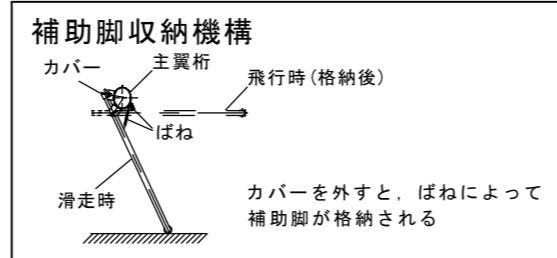 補助脚収納機構
カバー
主翼桁
飛行時(格納後)
ばね
滑走時
カバーを外すと，ばねによって
補助脚が格納される